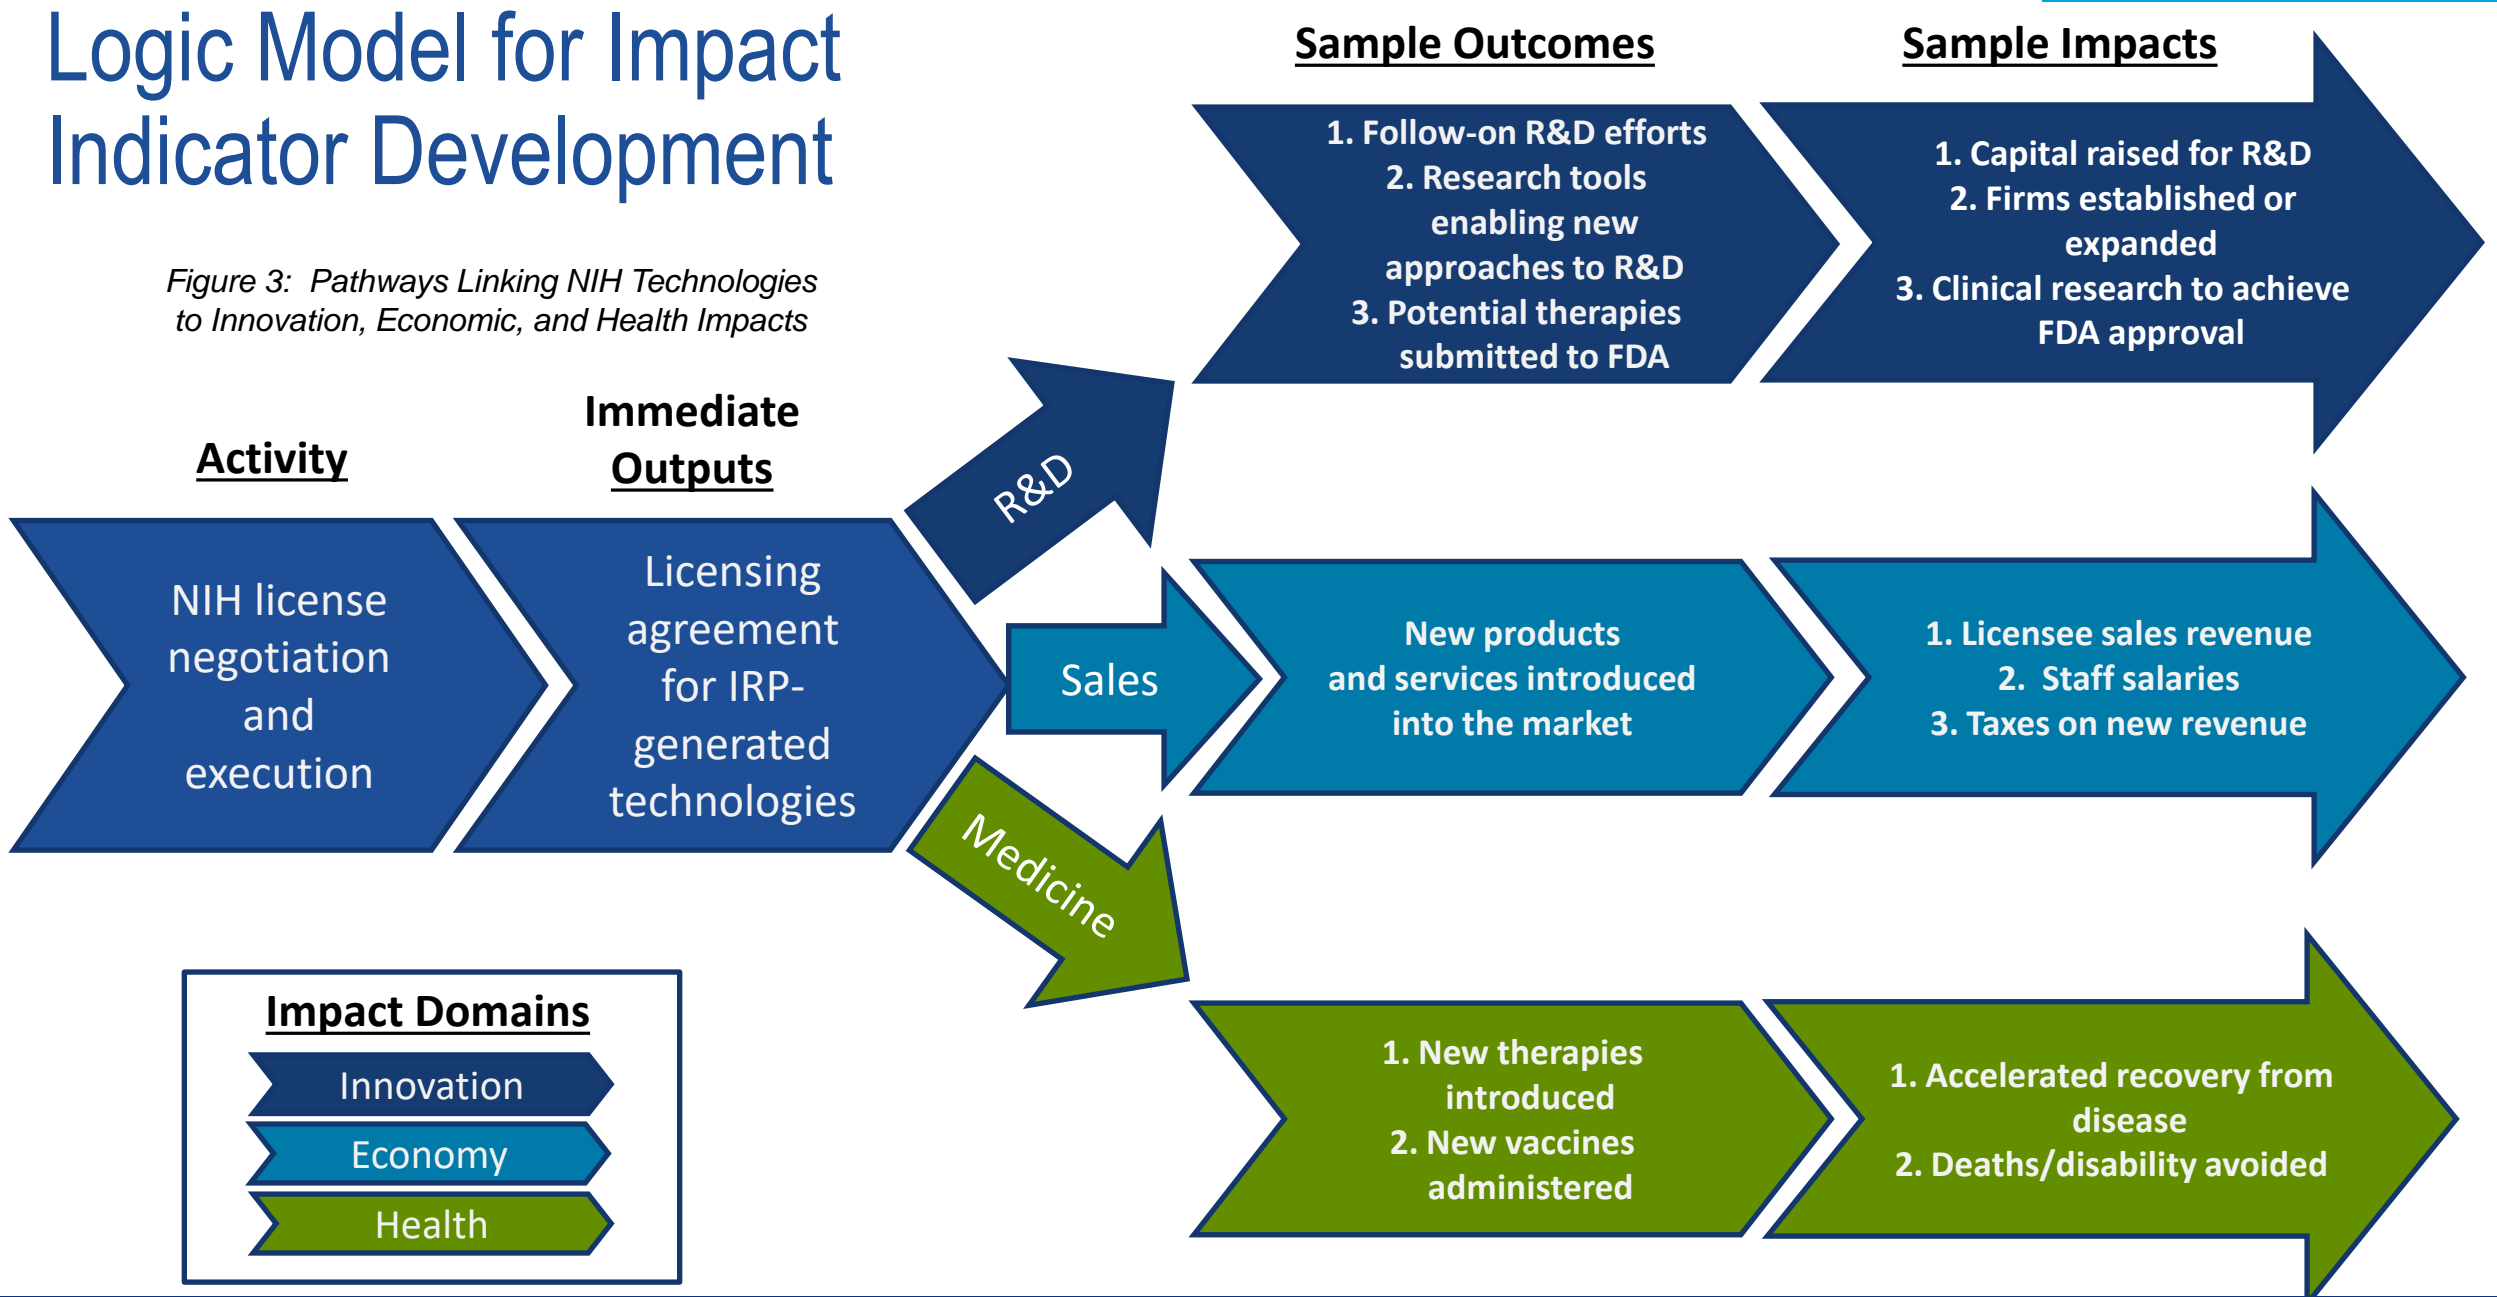 Logic Model for Impact
Indicator Development
Figure 3:  Pathways Linking NIH Technologies
to Innovation, Economic, and Health Impacts
Activity
NIH license
negotiation
and
execution
Immediate
Outputs
Licensing
agreement
for IRP-
generated
technologies
R&D
Sales
Medicine
Sample Outcomes
1. Follow-on R&D efforts
2. Research tools
enabling new
approaches to R&D
3. Potential therapies
submitted to FDA
Sample Impacts
1. Capital raised for R&D
2. Firms established or
expanded
3. Clinical research to achieve
FDA approval
New products
and services introduced
into the market
1. Licensee sales revenue
2.  Staff salaries
3. Taxes on new revenue
1. New therapies
introduced
2. New vaccines
administered
1. Accelerated recovery from
disease
2. Deaths/disability avoided
Impact Domains
Innovation
Economy
Health